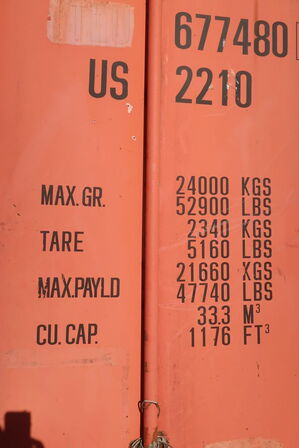 677480
US 2210
24000 KGS
MAX. GR. 52900 LBS
2340 KGS
TARE 5160 LBS
21660 KGS
MAX.PAYLD 47740 LBS
33.3 M³
CU. CAP. 1176 FT³